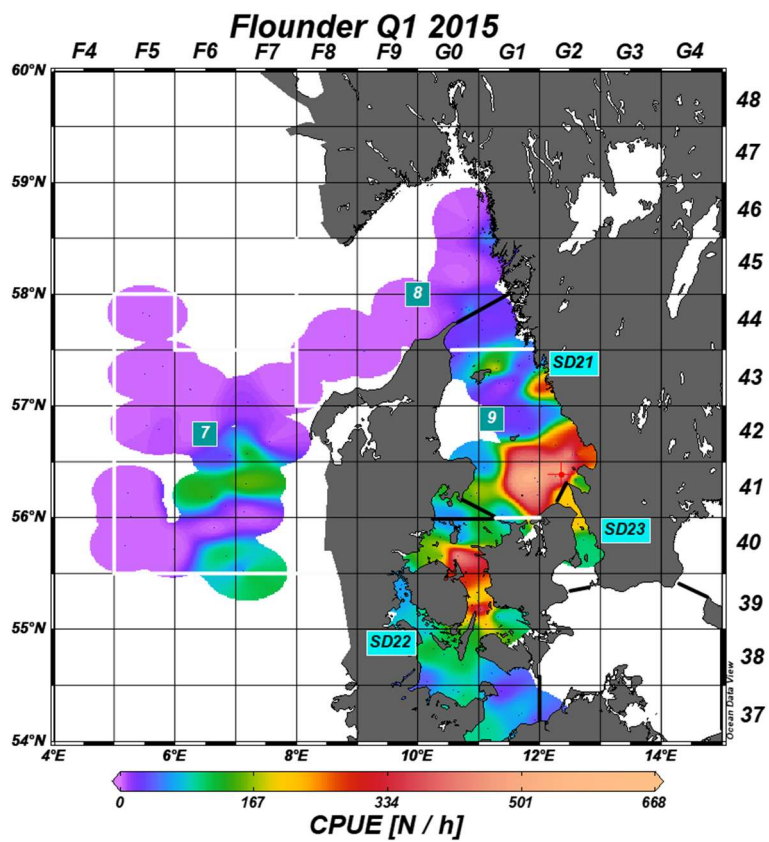 Flounder Q1 2015
F4 F5 F6 F7 F8 F9 G0 G1 G2 G3 G4
60°N
48
47
59°N
46
45
58°N
8
44
SD21
43
57°N
9
7
42
41
56°N
SD23
40
39
55°N
SD22
38
37
54°N
Ocean Data View
4°E 6°E 8°E 10°E 12°E 14°E
0 167 334 501 668
CPUE [N / h]